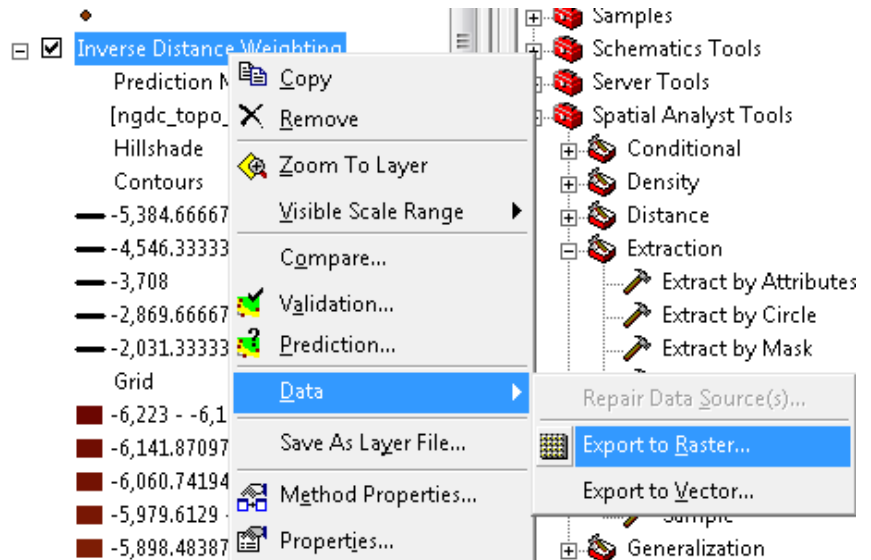 Inverse Distance Weighting
Prediction
[ngdc_topo_
Hillshade
Contours
-5,384.66667
-4,546.33333
-3,708
-2,869.66667
-2,031.33333
Grid
-6,223 - -6,1
-6,141.87097
-6,060.74194
-5,979.6129 -
-5,898.48387
Copy
Remove
Zoom To Layer
Visible Scale Range
Compare...
Validation...
Prediction...
Data
Save As Layer File...
Method Properties...
Properties...
Repair Data Source(s)...
Export to Raster...
Export to Vector...
Samples
Schematics Tools
Server Tools
Spatial Analyst Tools
Conditional
Density
Distance
Extraction
Extract by Attributes
Extract by Circle
Extract by Mask
Sample
Generalization